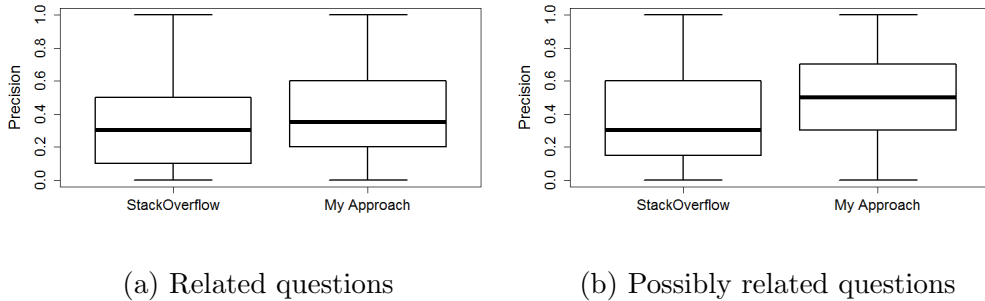 Precision
1.0
0.8
0.6
0.4
0.2
0.0
StackOverflow My Approach
(a) Related questions
Precision
1.0
0.8
0.6
0.4
0.2
0.0
StackOverflow My Approach
(b) Possibly related questions